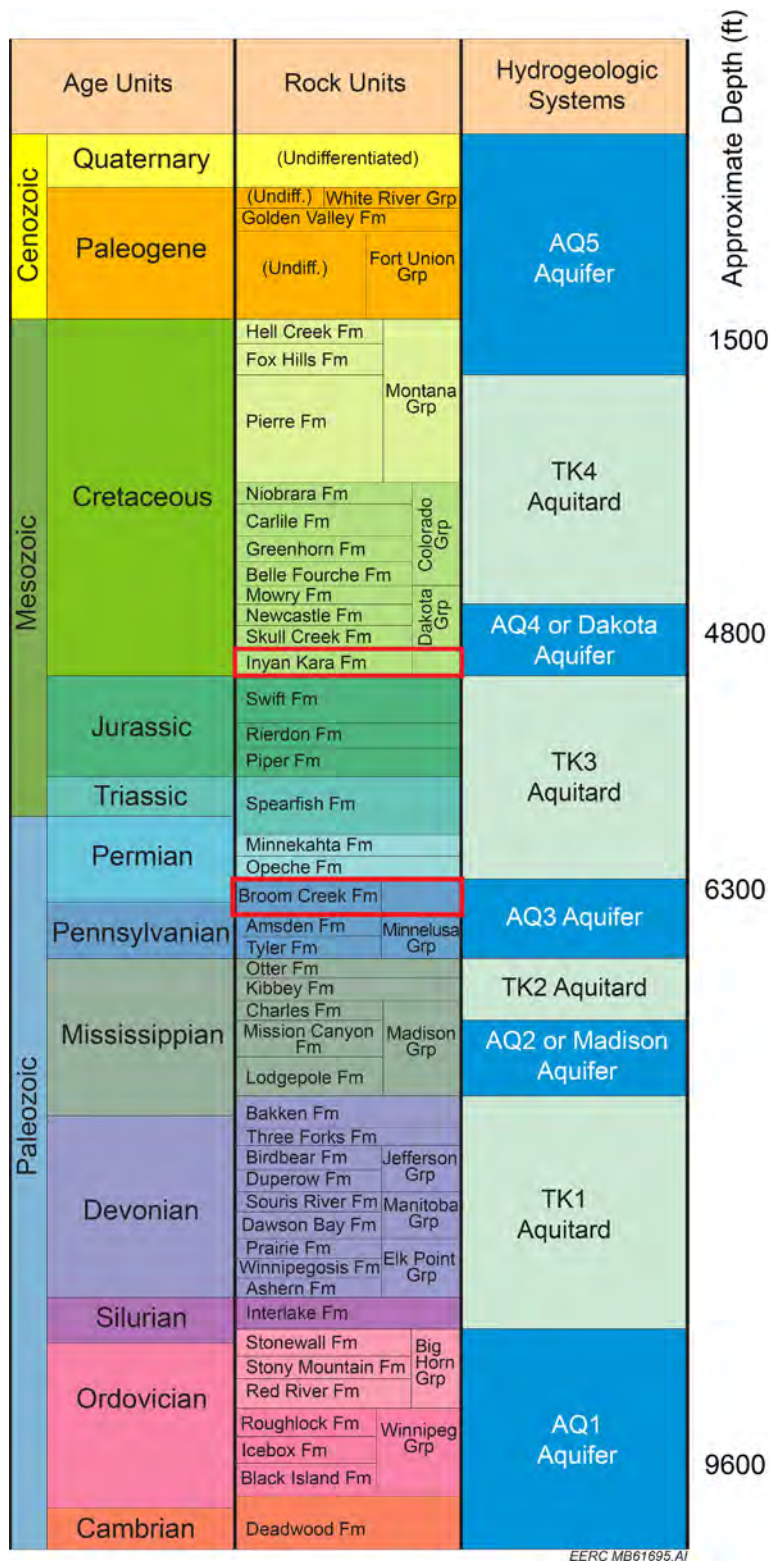 Age Units
Rock Units
Hydrogeologic
Systems
Approximate Depth (ft)
Cenozoic
Quaternary
(Undifferentiated)
Paleogene
(Undiff.)
White River Grp
Golden Valley Fm
(Undiff.)
Fort Union
Grp
AQ5
Aquifer
Mesozoic
Cretaceous
Hell Creek Fm
Fox Hills Fm
Pierre Fm
Montana
Grp
1500
Niobrara Fm
Carlile Fm
Greenhorn Fm
Belle Fourche Fm
Colorado
Grp
TK4
Aquitard
Mowry Fm
Newcastle Fm
Skull Creek Fm
Dakota
Grp
Inyan Kara Fm
AQ4 or Dakota
Aquifer
4800
Jurassic
Swift Fm
Rierdon Fm
Piper Fm
Triassic
Spearfish Fm
TK3
Aquitard
Paleozoic
Permian
Minnekahta Fm
Opeche Fm
Broom Creek Fm
6300
Pennsylvanian
Amsden Fm
Tyler Fm
Minnelusa
Grp
AQ3 Aquifer
Mississippian
Otter Fm
Kibbey Fm
TK2 Aquitard
Charles Fm
Mission Canyon
Fm
Lodgepole Fm
Madison
Grp
AQ2 or Madison
Aquifer
Devonian
Bakken Fm
Three Forks Fm
Birdbear Fm
Duperow Fm
Jefferson
Grp
Souris River Fm
Dawson Bay Fm
Manitoba
Grp
Prairie Fm
Winnipegosis Fm
Ashern Fm
Elk Point
Grp
TK1
Aquitard
Silurian
Interlake Fm
Ordovician
Stonewall Fm
Stony Mountain Fm
Red River Fm
Big
Horn
Grp
Roughlock Fm
Icebox Fm
Black Island Fm
Winnipeg
Grp
AQ1
Aquifer
9600
Cambrian
Deadwood Fm
EERC MB61695.AI